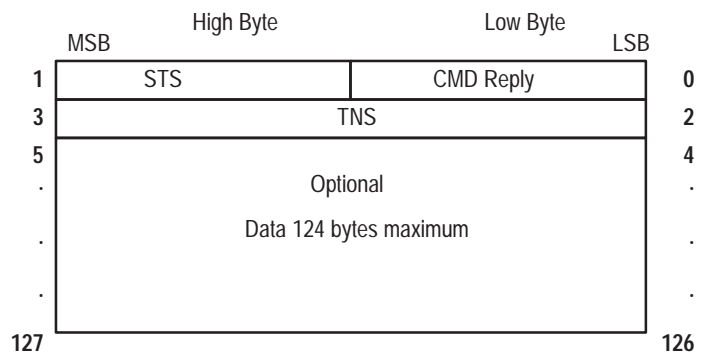 High Byte Low Byte
MSB LSB
1 STS CMD Reply 0
3 TNS 2
5 4
. Optional .
. Data 124 bytes maximum .
. .
127 126